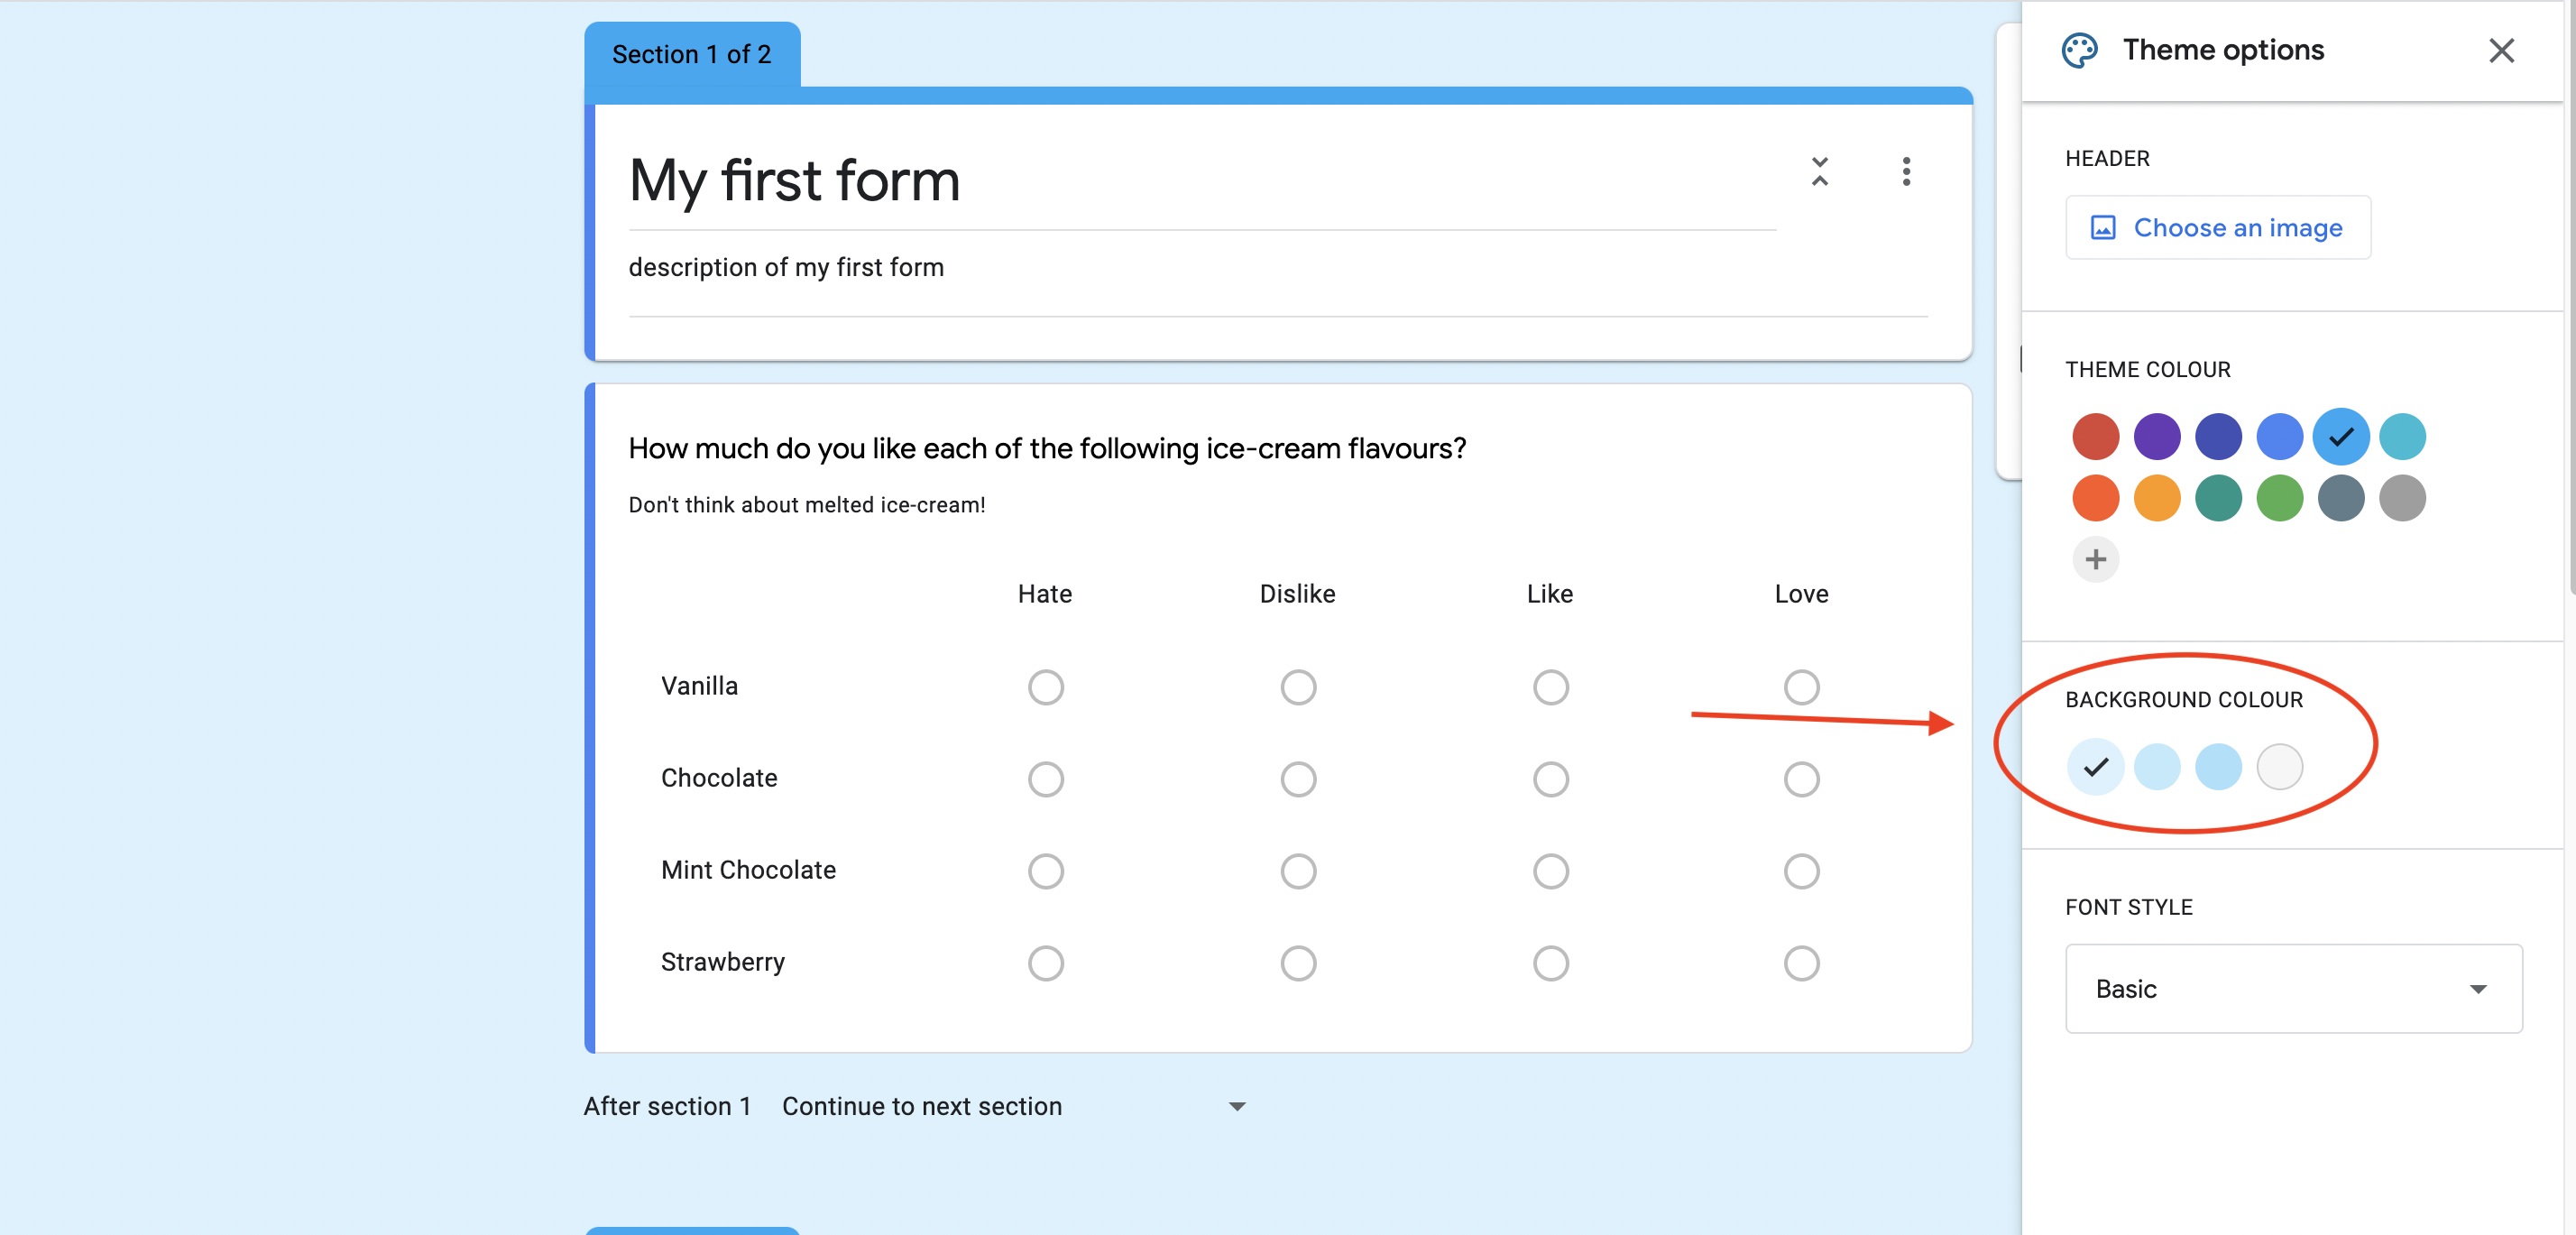 Section 1 of 2
My first form
description of my first form
How much do you like each of the following ice-cream flavours?
Don't think about melted ice-cream!
Hate Dislike Like Love
Vanilla
Chocolate
Mint Chocolate
Strawberry
After section 1 Continue to next section
Theme options
HEADER
Choose an image
THEME COLOUR
BACKGROUND COLOUR
FONT STYLE
Basic